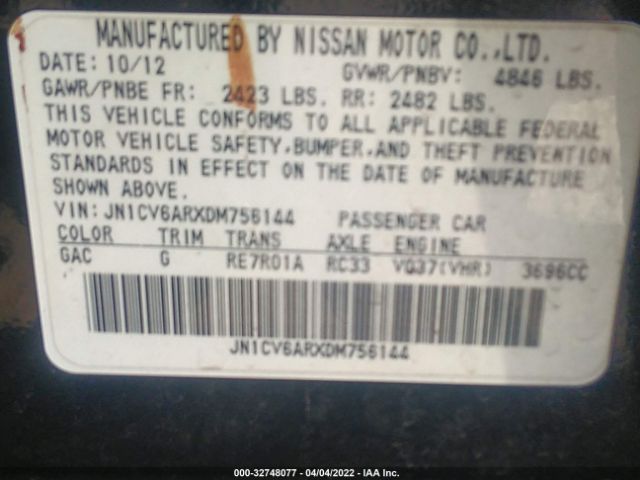 MANUFACTURED BY NISSAN MOTOR CO.,LTD.
DATE: 10/12 GVWR/PNBV: 4846 LBS.
GAWR/PNBE FR: 2423 LBS. RR: 2482 LBS.
THIS VEHICLE CONFORMS TO ALL APPLICABLE FEDERAL
MOTOR VEHICLE SAFETY,BUMPER,AND THEFT PREVENTION
STANDARDS IN EFFECT ON THE DATE OF MANUFACTURE
SHOWN ABOVE.
VIN:JN1CV6ARXDM756144 PASSENGER CAR
COLOR TRIM TRANS AXLE ENGINE
GAC G RE7R01A RC33 VQ37(VHR) 3696CC
JN1CV6ARXDM756144
000-32748077 - 04/04/2022 - IAA Inc.